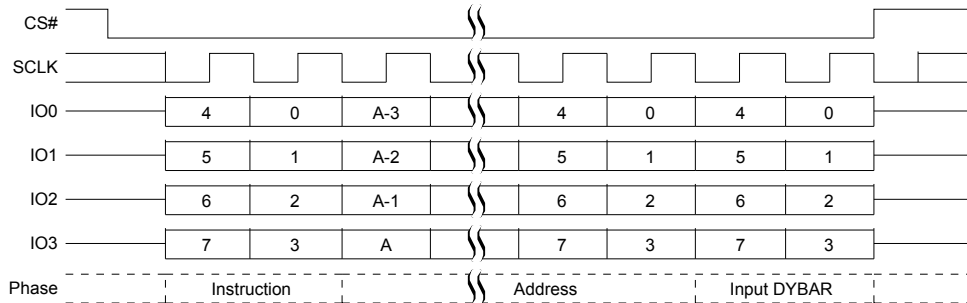 CS#
SCLK
IO0 4 0 A-3 4 0 4 0
IO1 5 1 A-2 5 1 5 1
IO2 6 2 A-1 6 2 6 2
IO3 7 3 A 7 3 7 3
Phase Instruction Address Input DYBAR